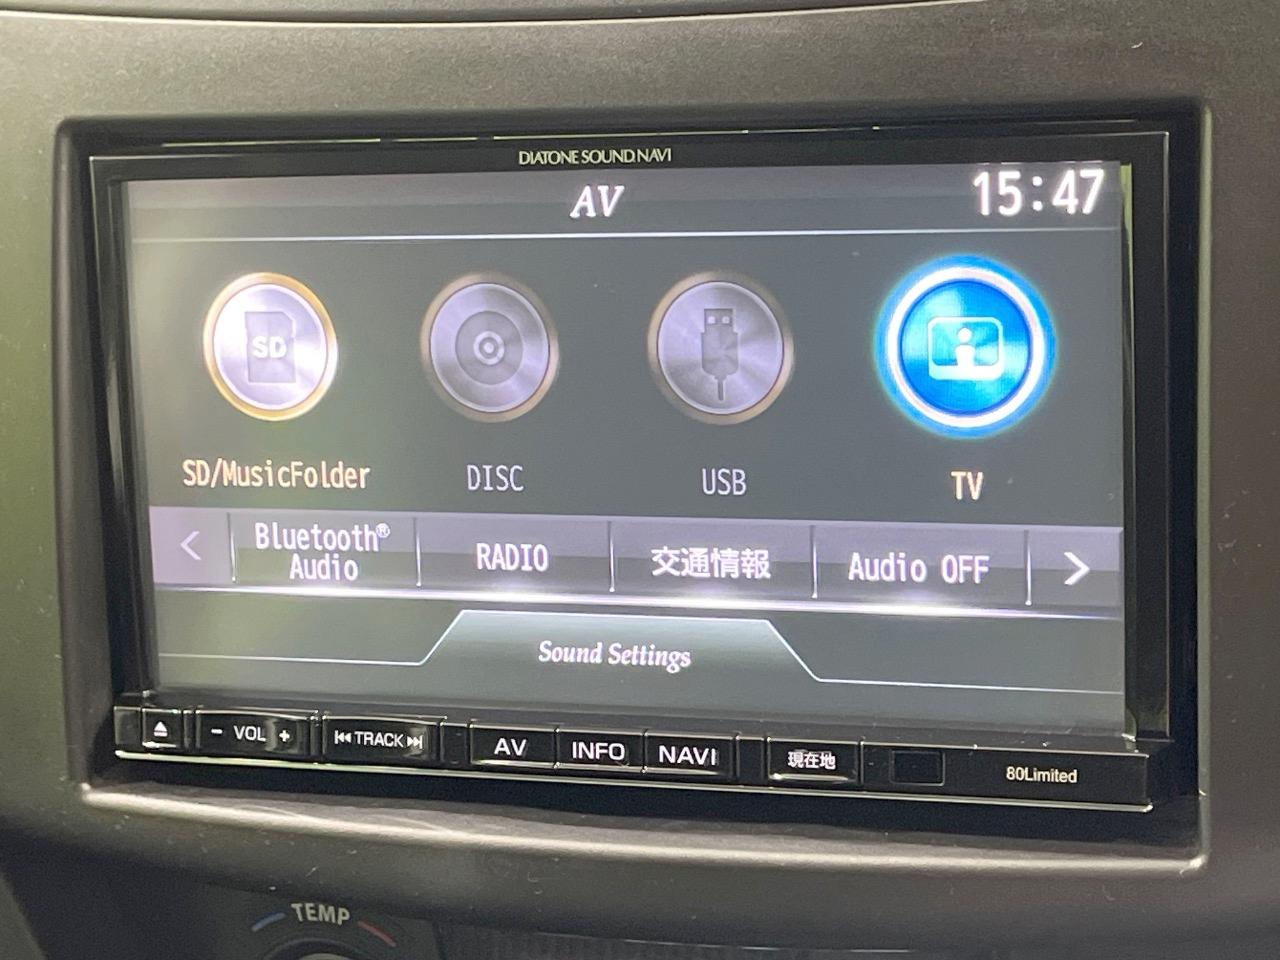 DIATONE SOUND.NAVI
AV
15:47
SD
SD/MusicFolder
DISC
USB
TV
Bluetooth®
Audio
RADIO
交通情報
Audio OFF
Sound Settings
- VOL +
TRACK
AV
INFO
NAVI
現在地
80Limited
TEMP